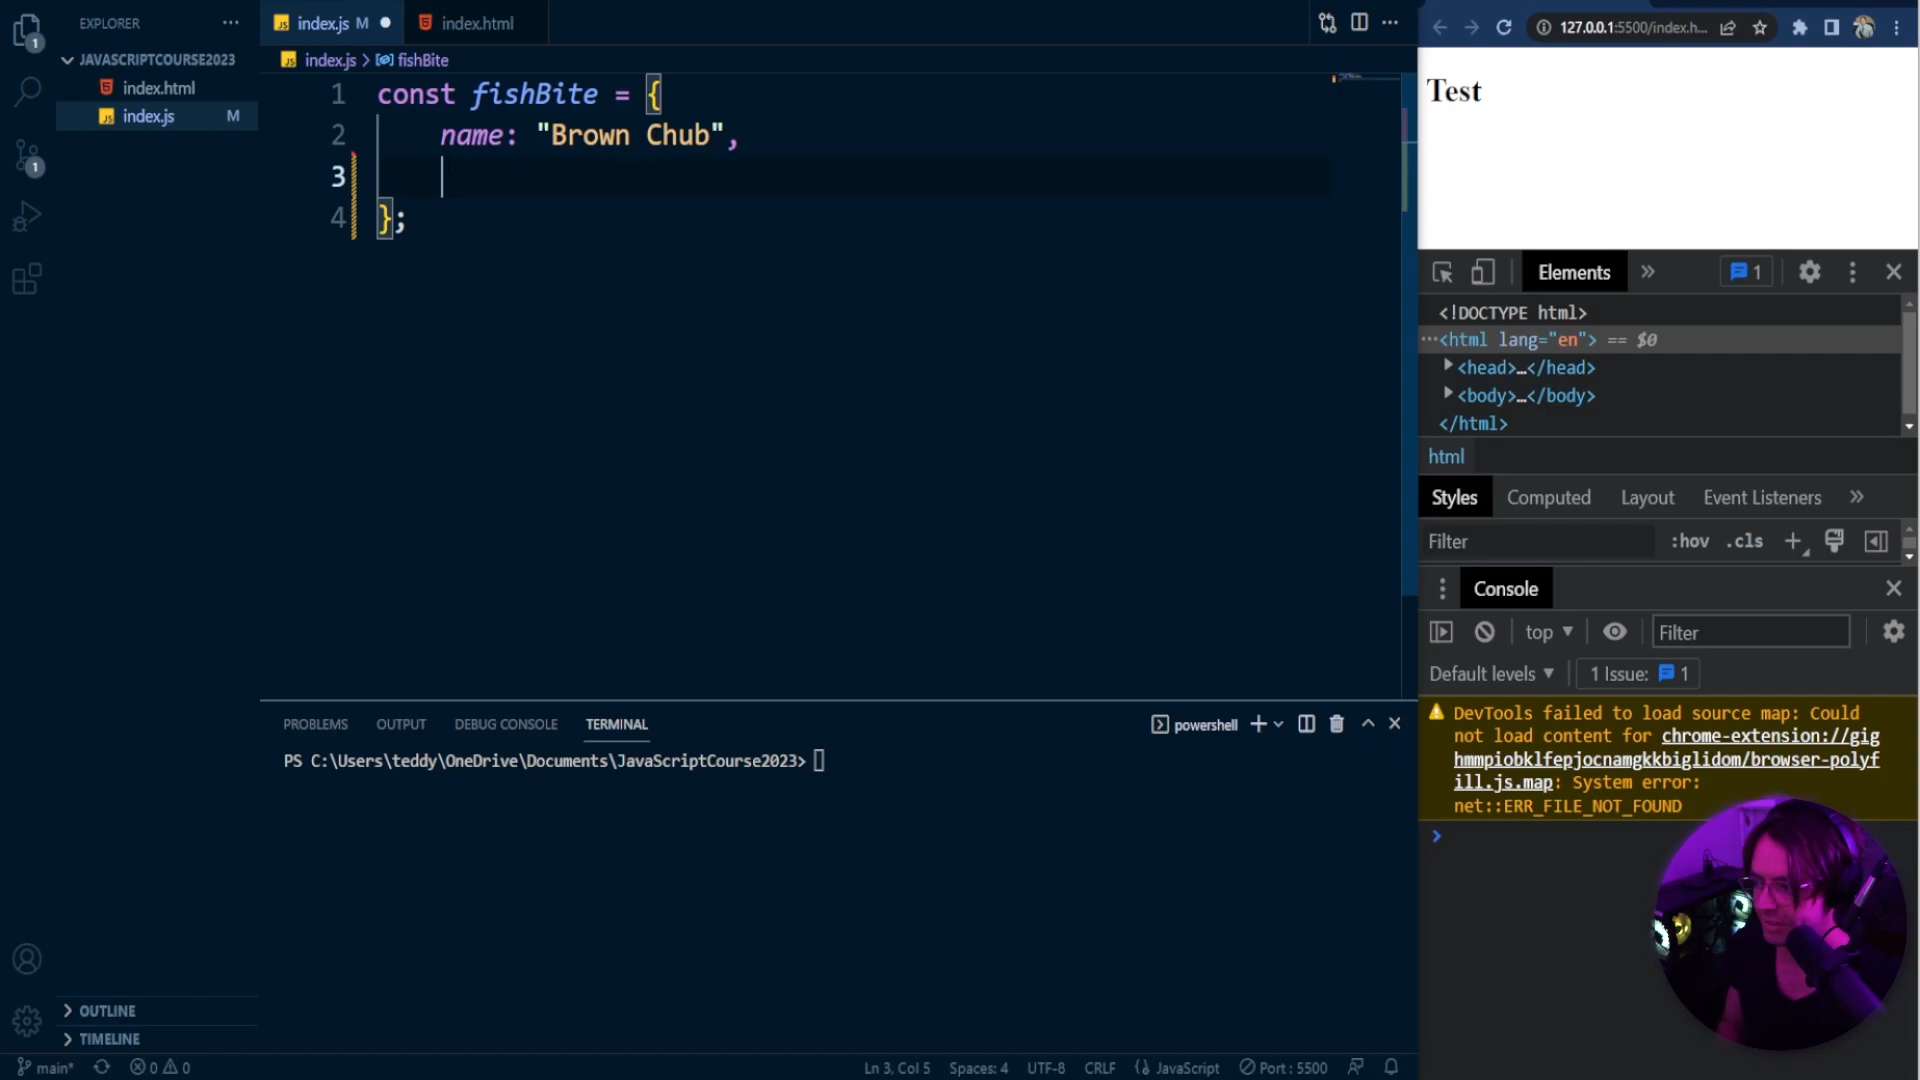 EXPLORER
JAVASCRIPTCOURSE2023
index.html
index.js M
OUTLINE
TIMELINE
1
1
index.js M
index.html
index.js > fishBite
1 const fishBite = {
2 name: "Brown Chub",
3
4 };
PROBLEMS OUTPUT DEBUG CONSOLE TERMINAL
powershell
PS C:\Users\teddy\OneDrive\Documents\JavaScriptCourse2023>
127.0.0.1:5500/index.h...
Test
Elements » 1
<!DOCTYPE html>
<html lang="en"> == $0
<head>…</head>
<body>…</body>
</html>
html
Styles Computed Layout Event Listeners »
Filter :hov .cls +
Console
top Filter
Default levels 1 Issue: 1
DevTools failed to load source map: Could
not load content for chrome-extension://gig
hmmpiobklfepjocnamgkkbiglidom/browser-polyf
ill.js.map: System error:
net::ERR_FILE_NOT_FOUND
main* 0 0 Ln 3, Col 5 Spaces: 4 UTF-8 CRLF JavaScript Port : 5500